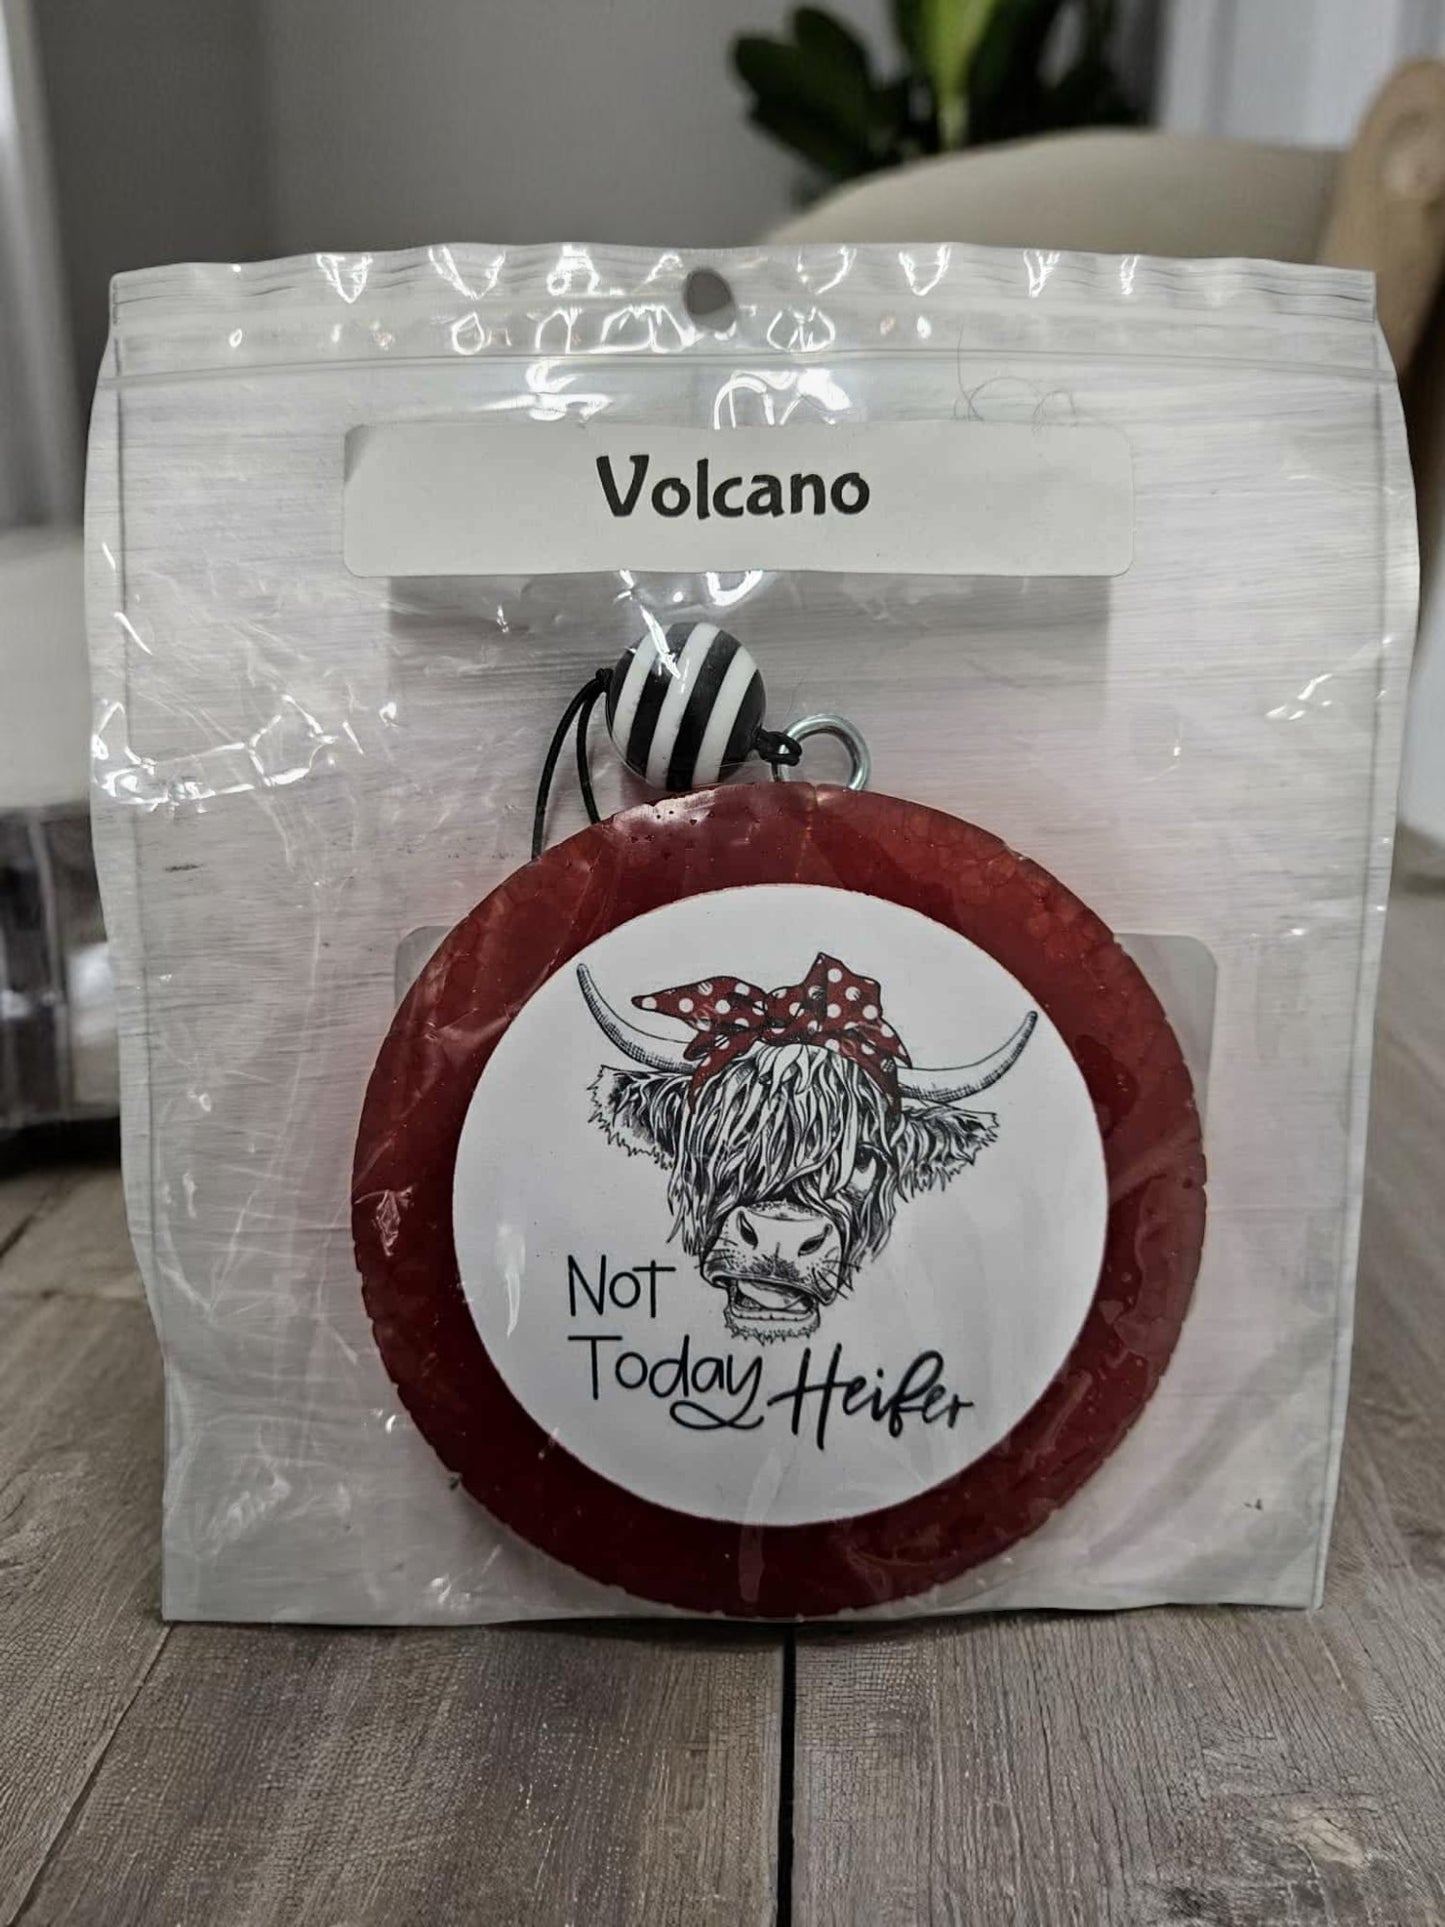 Volcano
Not
Today Heifer